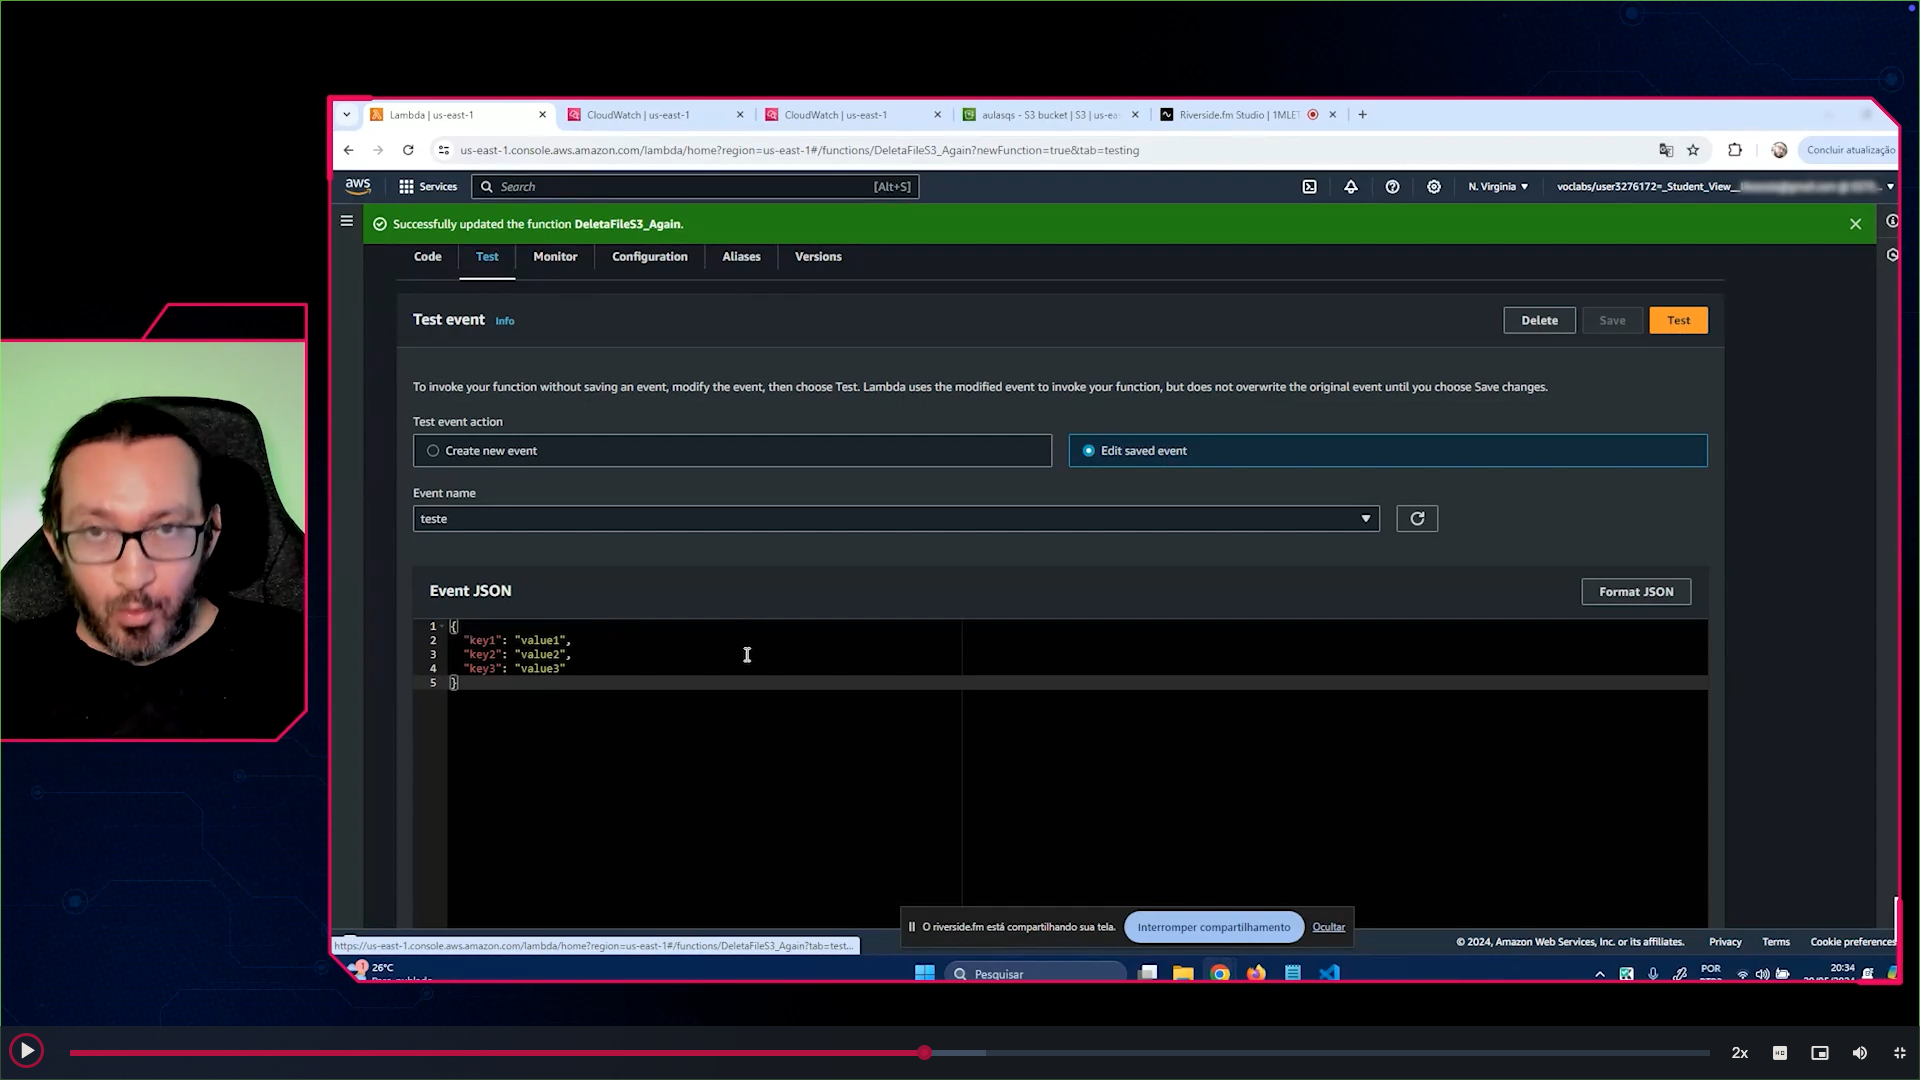 Lambda | us-east-1
CloudWatch | us-east-1
CloudWatch | us-east-1
aulasqs - S3 bucket | S3 | us-ea
Riverside.fm Studio | 1MLET
us-east-1.console.aws.amazon.com/lambda/home?region=us-east-1#/functions/DeletaFileS3_Again?newFunction=true&tab=testing
Concluir atualização
aws
Services
Search
[Alt+S]
N. Virginia
voclabs/user3276172=_Student_View__
Successfully updated the function DeletaFileS3_Again.
Code
Test
Monitor
Configuration
Aliases
Versions
Test event
Info
Delete
Save
Test
To invoke your function without saving an event, modify the event, then choose Test. Lambda uses the modified event to invoke your function, but does not overwrite the original event until you choose Save changes.
Test event action
Create new event
Edit saved event
Event name
teste
Event JSON
Format JSON
1 {
2 "key1": "value1",
3 "key2": "value2",
4 "key3": "value3"
5 }
O riverside.fm está compartilhando sua tela.
Interromper compartilhamento
Ocultar
https://us-east-1.console.aws.amazon.com/lambda/home?region=us-east-1#/functions/DeletaFileS3_Again?tab=test...
© 2024, Amazon Web Services, Inc. or its affiliates.
Privacy
Terms
Cookie preferences
1
26°C
Pesquisar
POR
20:34
2x